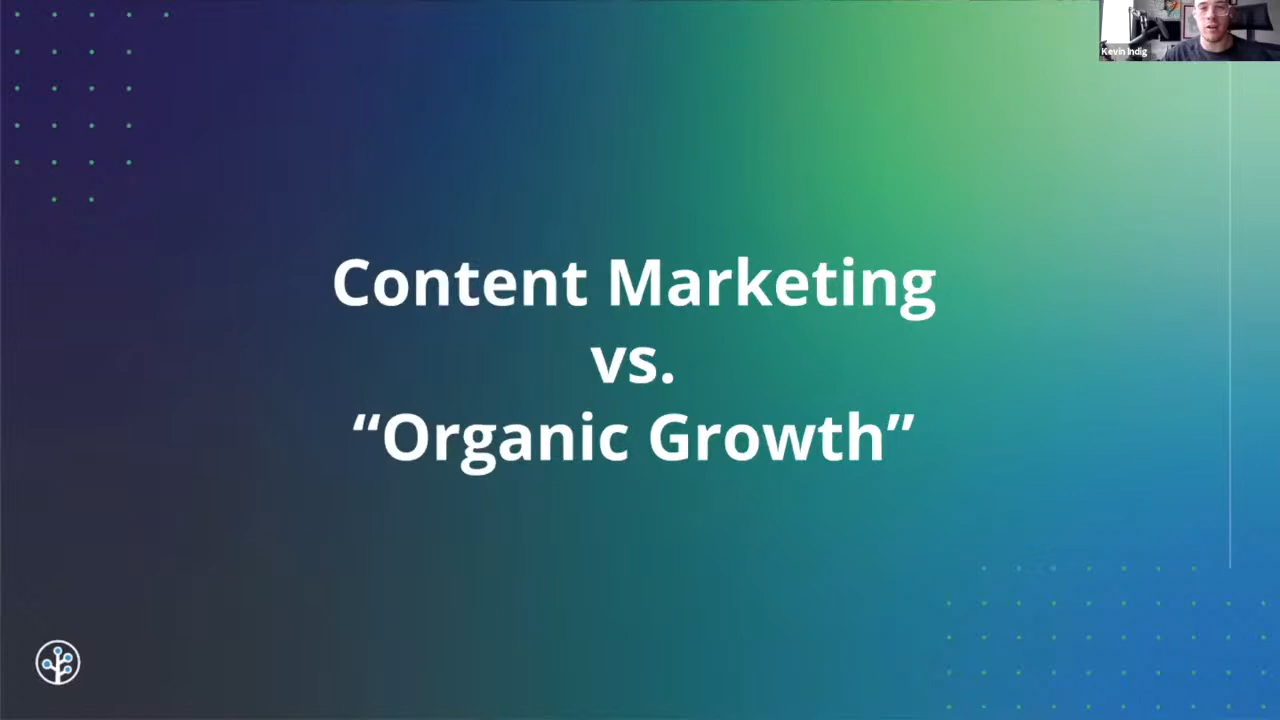 Kevin Indig
Content Marketing
vs.
“Organic Growth”